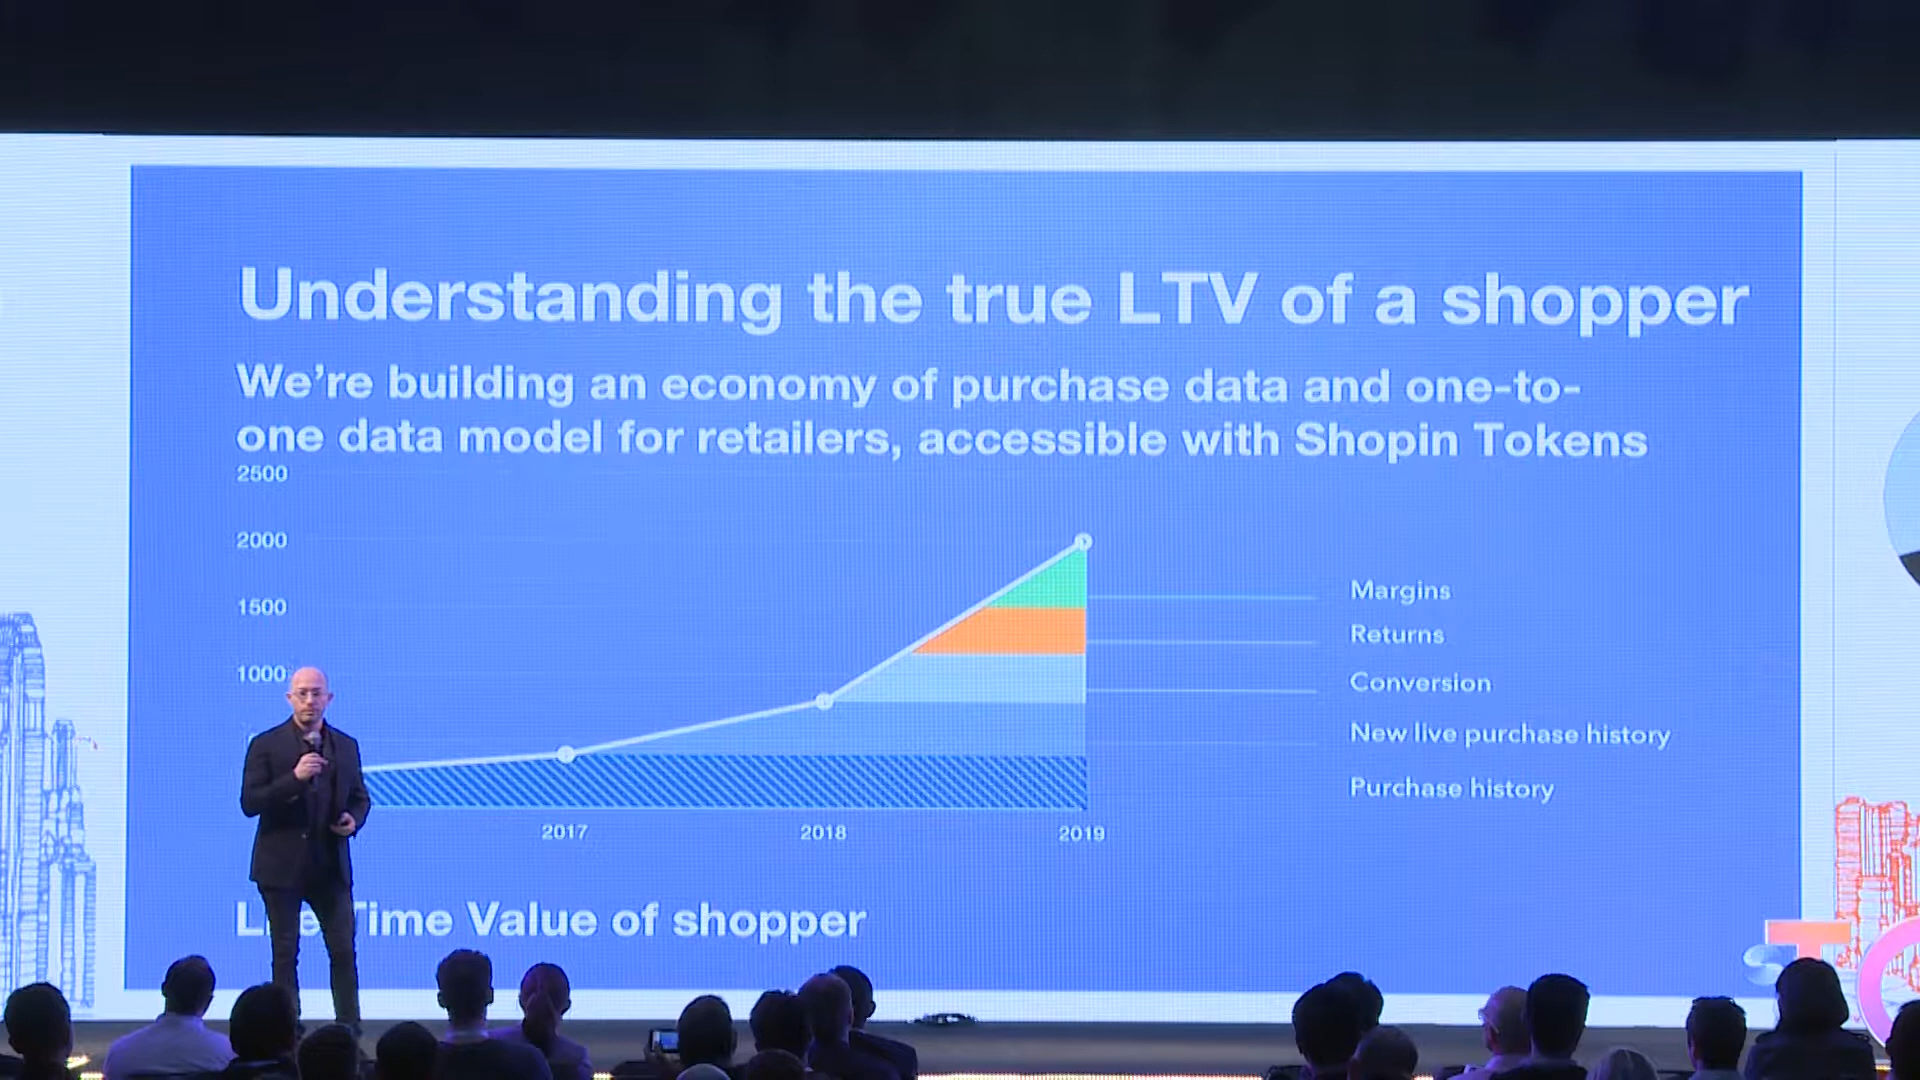 Understanding the true LTV of a shopper
We're building an economy of purchase data and one-to-
one data model for retailers, accessible with Shopin Tokens
2500
2000
1500
1000
Margins
Returns
Conversion
New live purchase history
Purchase history
2017
2018
2019
Time Value of shopper